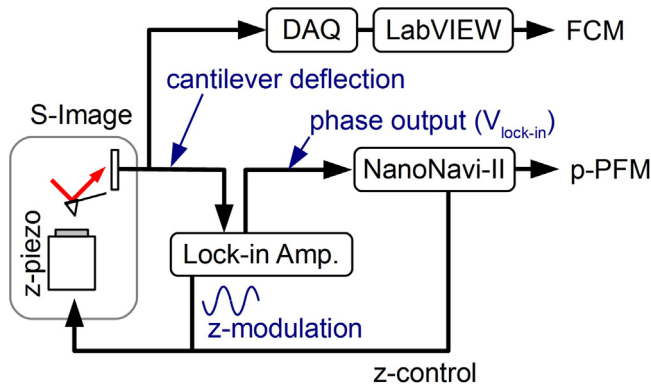 DAQ
LabVIEW
FCM
cantilever deflection
S-Image
phase output (Vlock-in)
NanoNavi-II
p-PFM
z-piezo
Lock-in Amp.
z-modulation
z-control